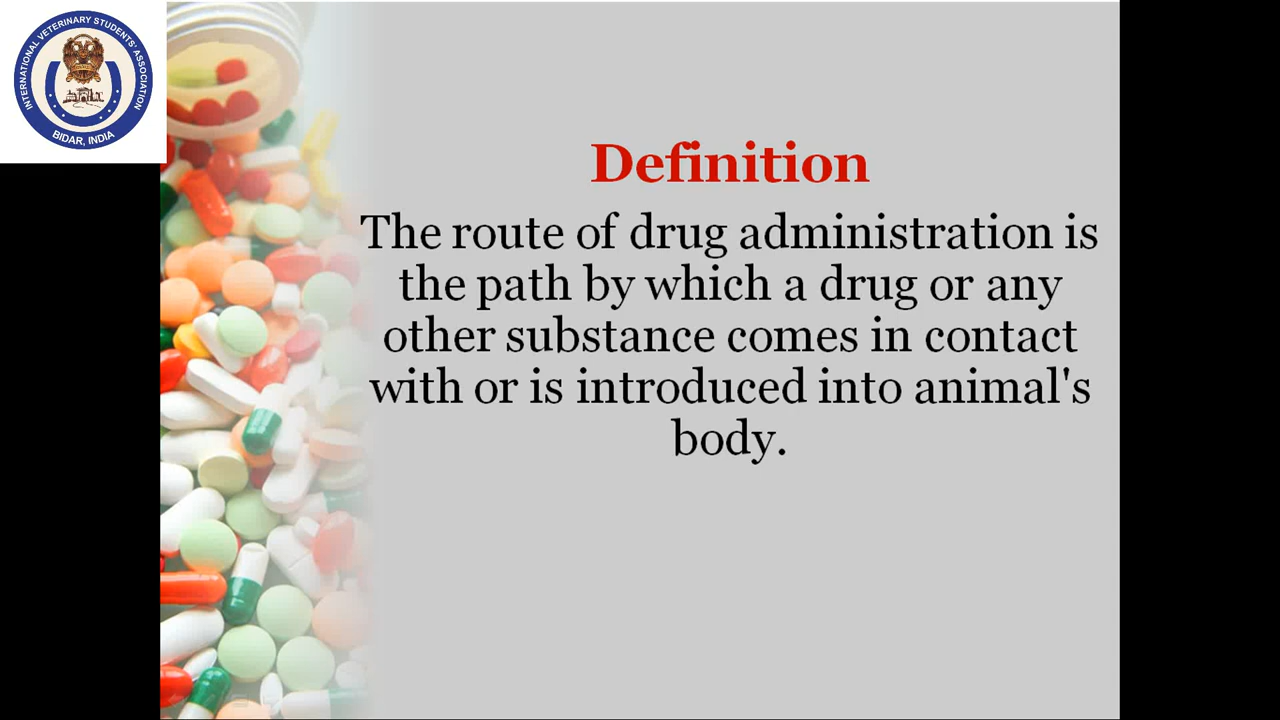 INTERNATIONAL VETERINARY STUDENTS' ASSOCIATION
BIDAR, INDIA
Definition
The route of drug administration is
the path by which a drug or any
other substance comes in contact
with or is introduced into animal's
body.